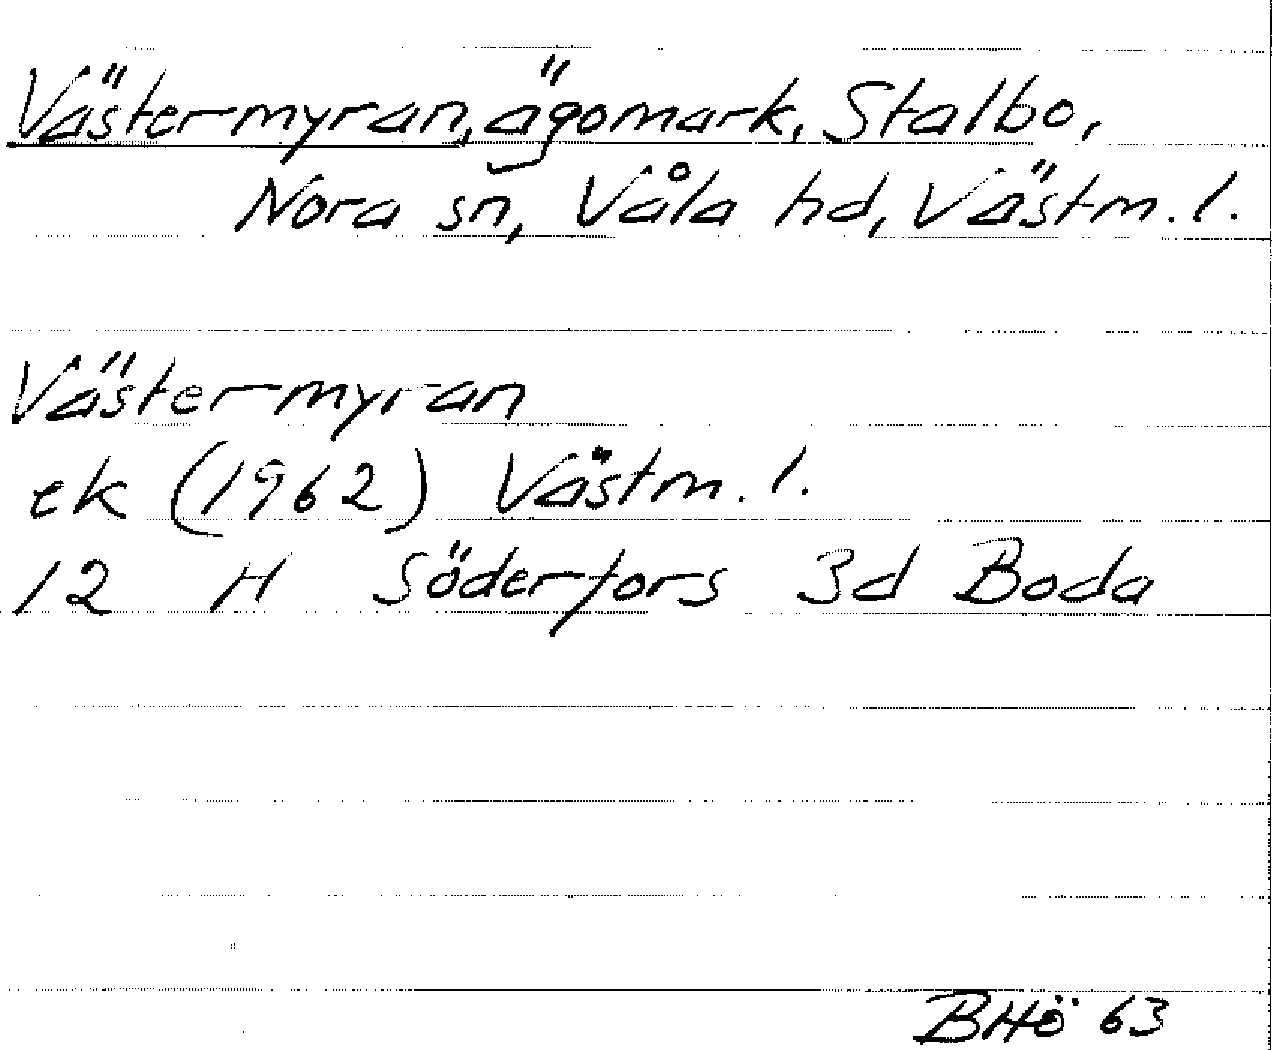 Västermyran, ägomark, Stalbo,
Nora sn, Våla hd, Västm. l.
Västermyran
ek (1962) Västm. l.
12 H Söderfors 3d Boda
BHö 63